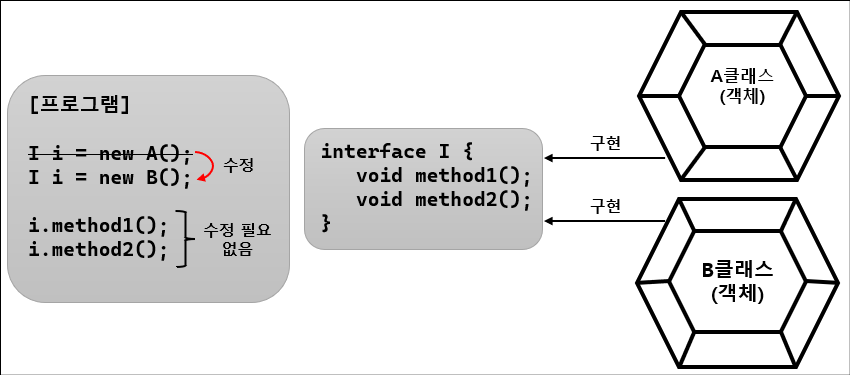 [프로그램]
I i = new A();
I i = new B();
수정
i.method1();
i.method2();
수정 필요
없음
interface I {
void method1();
void method2();
}
구현
구현
A클래스
(객체)
B클래스
(객체)